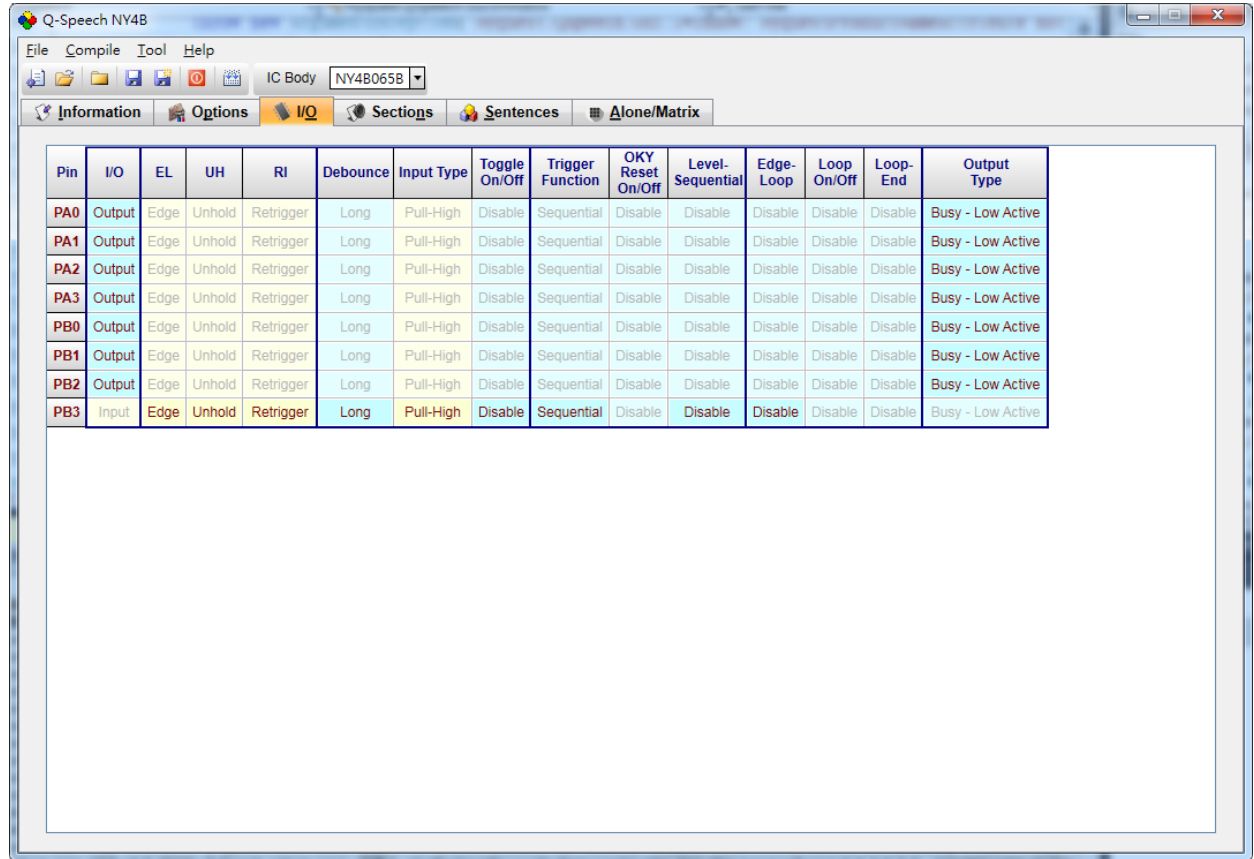 Q-Speech NY4B
File Compile Tool Help
IC Body NY4B065B
Information Options I/O Sections Sentences Alone/Matrix
Pin I/O EL UH RI Debounce Input Type Toggle On/Off Trigger Function OKY Reset On/Off Level-Sequential Edge-Loop Loop On/Off Loop-End Output Type
PA0 Output Edge Unhold Retrigger Long Pull-High Disable Sequential Disable Disable Disable Disable Disable Busy - Low Active
PA1 Output Edge Unhold Retrigger Long Pull-High Disable Sequential Disable Disable Disable Disable Disable Busy - Low Active
PA2 Output Edge Unhold Retrigger Long Pull-High Disable Sequential Disable Disable Disable Disable Disable Busy - Low Active
PA3 Output Edge Unhold Retrigger Long Pull-High Disable Sequential Disable Disable Disable Disable Disable Busy - Low Active
PB0 Output Edge Unhold Retrigger Long Pull-High Disable Sequential Disable Disable Disable Disable Disable Busy - Low Active
PB1 Output Edge Unhold Retrigger Long Pull-High Disable Sequential Disable Disable Disable Disable Disable Busy - Low Active
PB2 Output Edge Unhold Retrigger Long Pull-High Disable Sequential Disable Disable Disable Disable Disable Busy - Low Active
PB3 Input Edge Unhold Retrigger Long Pull-High Disable Sequential Disable Disable Disable Disable Disable Busy - Low Active